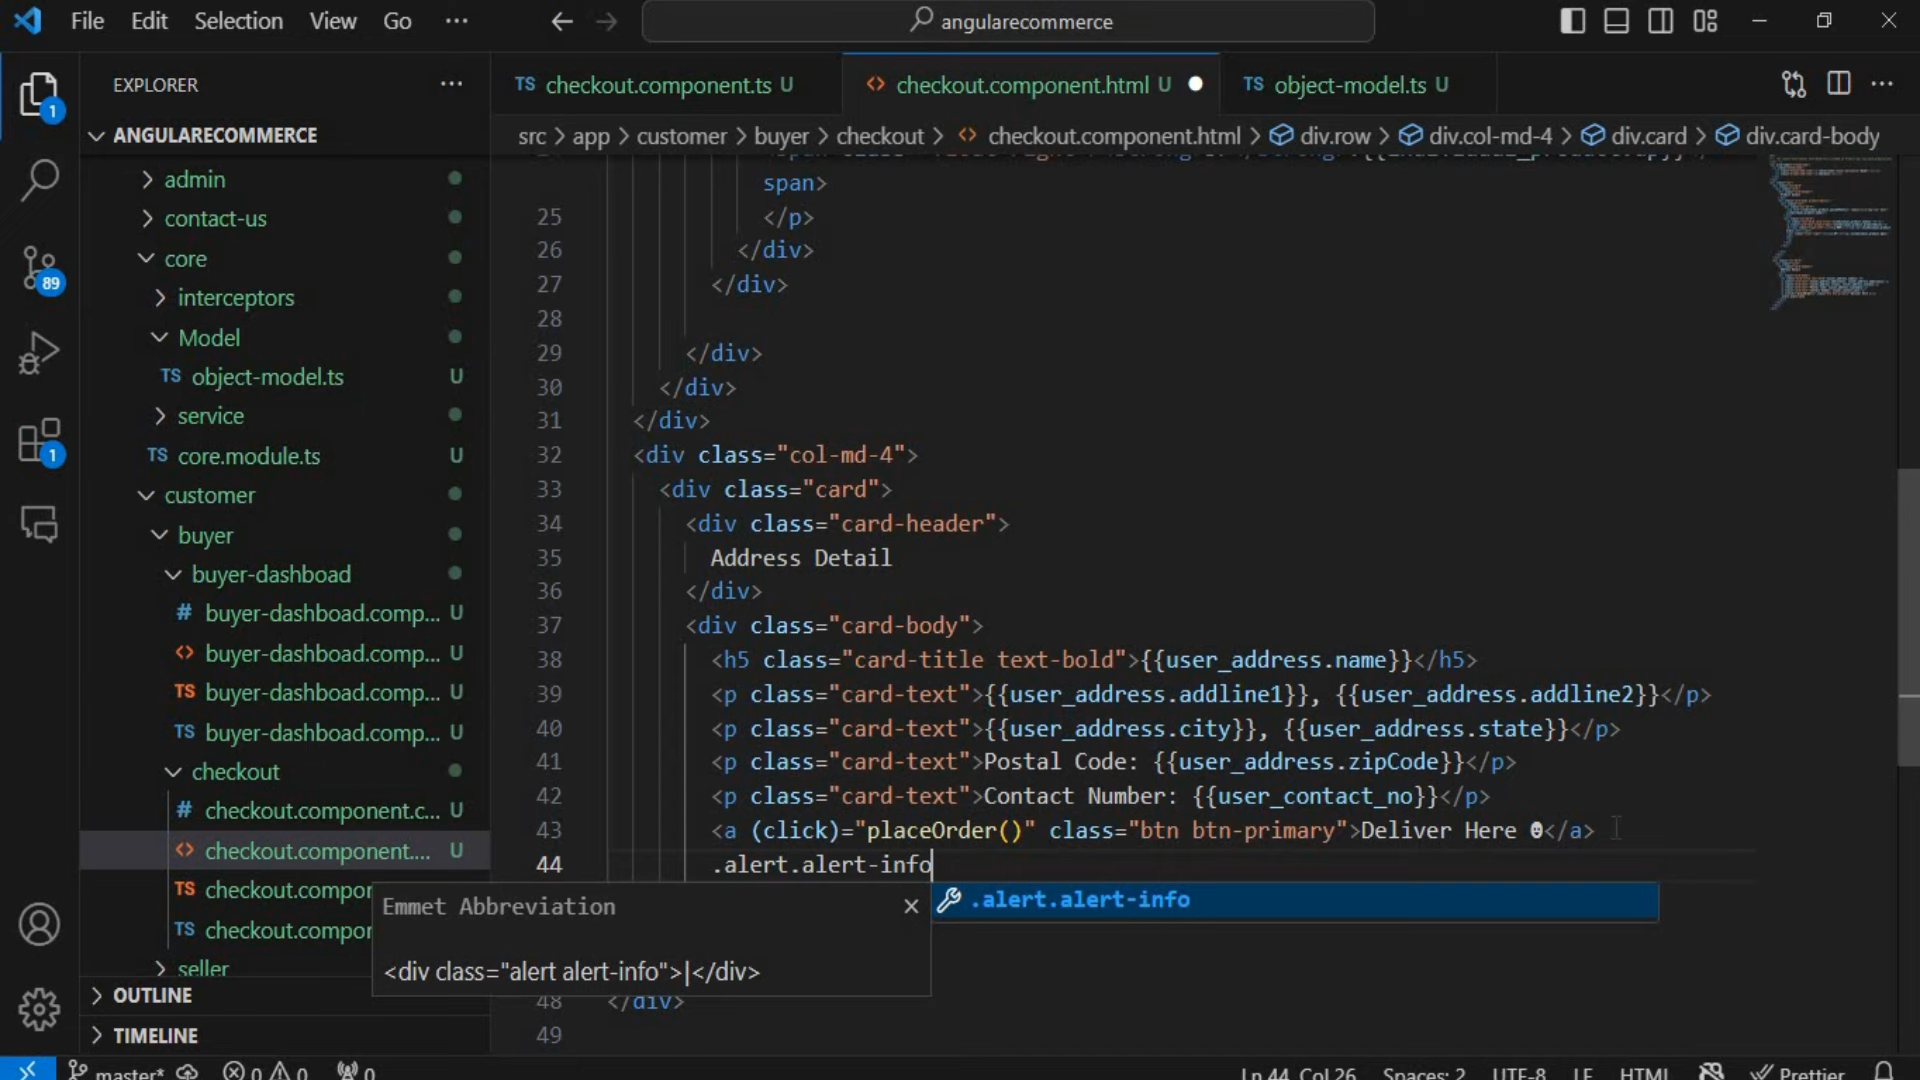 File Edit Selection View Go ···
angularecommerce
EXPLORER ···
ANGULARECOMMERCE
admin
contact-us
core
interceptors
Model
TS object-model.ts U
service
TS core.module.ts U
customer
buyer
buyer-dashboad
# buyer-dashboad.comp... U
<> buyer-dashboad.comp... U
TS buyer-dashboad.comp... U
TS buyer-dashboad.comp... U
checkout
# checkout.component.c... U
<> checkout.component.... U
TS checkout.compor
TS checkout.compor
seller
OUTLINE
TIMELINE
1
89
1
TS checkout.component.ts U
<> checkout.component.html U
TS object-model.ts U
src > app > customer > buyer > checkout > <> checkout.component.html > div.row > div.col-md-4 > div.card > div.card-body
span>
25 </p>
26 </div>
27 </div>
28
29 </div>
30 </div>
31 </div>
32 <div class="col-md-4">
33 <div class="card">
34 <div class="card-header">
35 Address Detail
36 </div>
37 <div class="card-body">
38 <h5 class="card-title text-bold">{{user_address.name}}</h5>
39 <p class="card-text">{{user_address.addline1}}, {{user_address.addline2}}</p>
40 <p class="card-text">{{user_address.city}}, {{user_address.state}}</p>
41 <p class="card-text">Postal Code: {{user_address.zipCode}}</p>
42 <p class="card-text">Contact Number: {{user_contact_no}}</p>
43 <a (click)="placeOrder()" class="btn btn-primary">Deliver Here </a>
44 .alert.alert-info
.alert.alert-info
Emmet Abbreviation
<div class="alert alert-info">|</div>
48 </div>
49
master* 0 0 0
Ln 44, Col 26 Spaces: 2 UTF-8 LF HTML Prettier